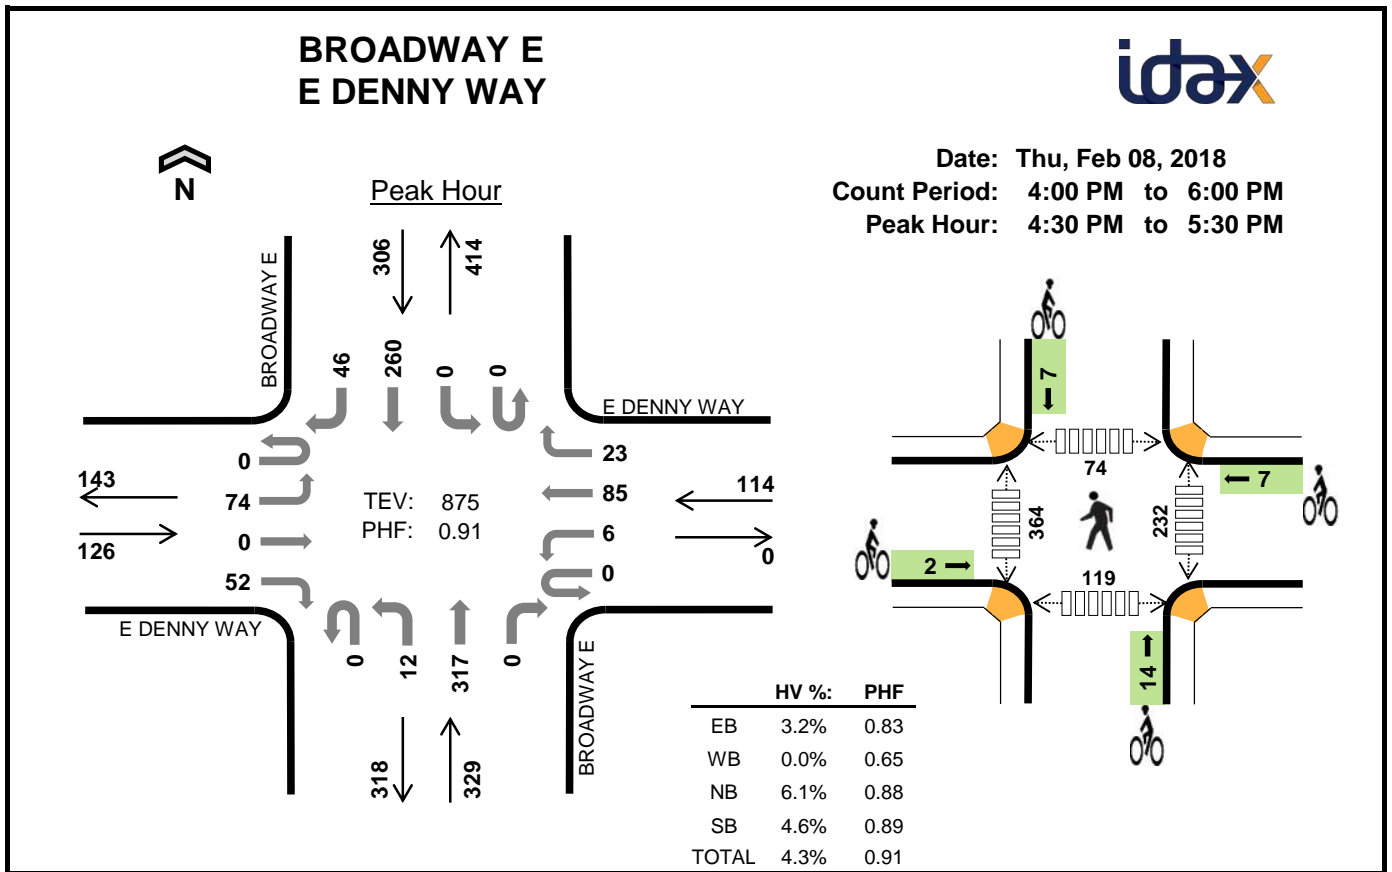 BROADWAY E
E DENNY WAY
idax
N
Peak Hour
Date: Thu, Feb 08, 2018
Count Period: 4:00 PM to 6:00 PM
Peak Hour: 4:30 PM to 5:30 PM
306
414
BROADWAY E
46
260
0
0
E DENNY WAY
0
74
0
52
143
126
TEV: 875
PHF: 0.91
23
85
6
0
114
0
E DENNY WAY
0
12
317
0
BROADWAY E
318
329
7
74
7
364
232
2
119
14
HV %: PHF
EB 3.2% 0.83
WB 0.0% 0.65
NB 6.1% 0.88
SB 4.6% 0.89
TOTAL 4.3% 0.91